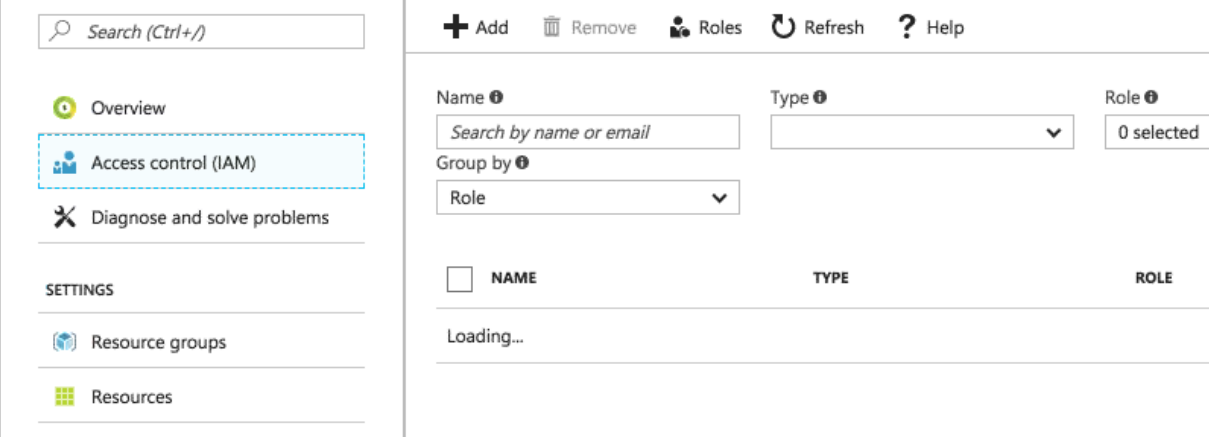 Search (Ctrl+/)
Overview
Access control (IAM)
Diagnose and solve problems
SETTINGS
Resource groups
Resources
Add Remove Roles Refresh ? Help
Name Type Role
Search by name or email 0 selected
Group by
Role
NAME TYPE ROLE
Loading...